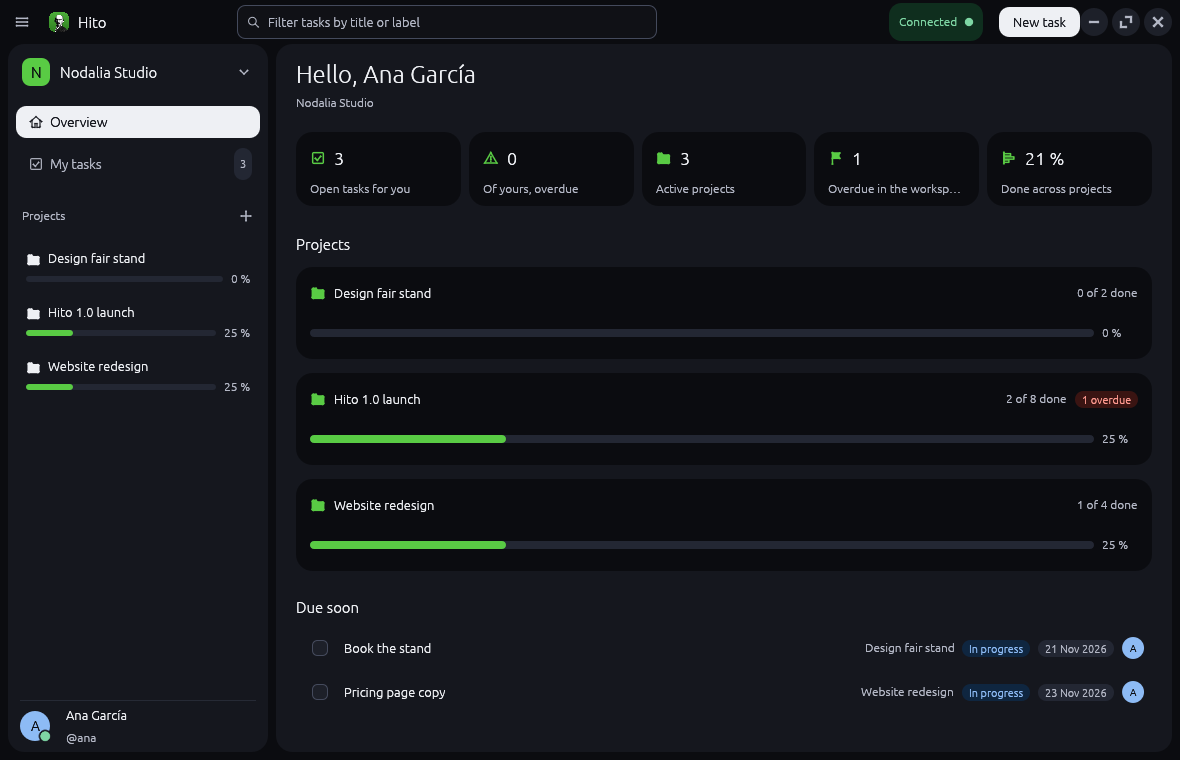 Hito
Filter tasks by title or label
Connected
New task
N
Nodalia Studio
Overview
My tasks
3
Projects
Design fair stand
0 %
Hito 1.0 launch
25 %
Website redesign
25 %
A
Ana García
@ana
Hello, Ana García
Nodalia Studio
3
Open tasks for you
0
Of yours, overdue
3
Active projects
1
Overdue in the worksp…
21 %
Done across projects
Projects
Design fair stand
0 of 2 done
0 %
Hito 1.0 launch
2 of 8 done
1 overdue
25 %
Website redesign
1 of 4 done
25 %
Due soon
Book the stand
Design fair stand
In progress
21 Nov 2026
A
Pricing page copy
Website redesign
In progress
23 Nov 2026
A